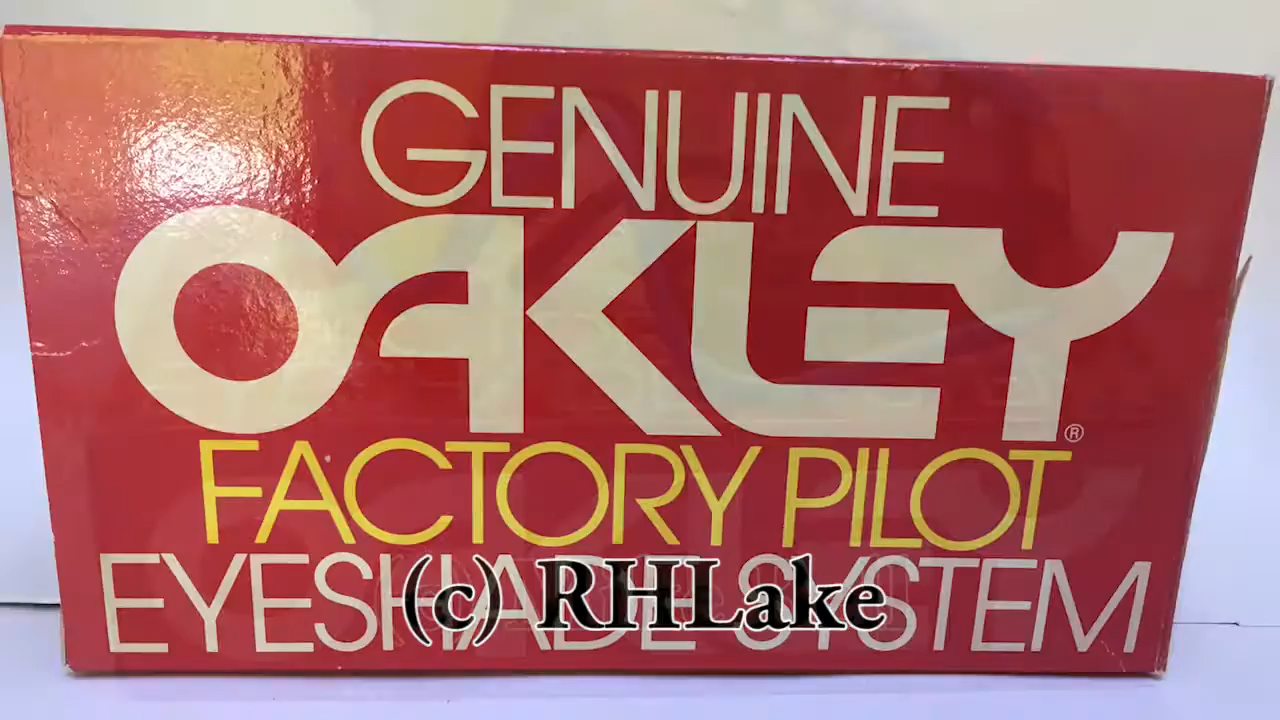 GENUINE
OAKLEY®
FACTORY PILOT
EYESHADE SYSTEM
(c) RHLake